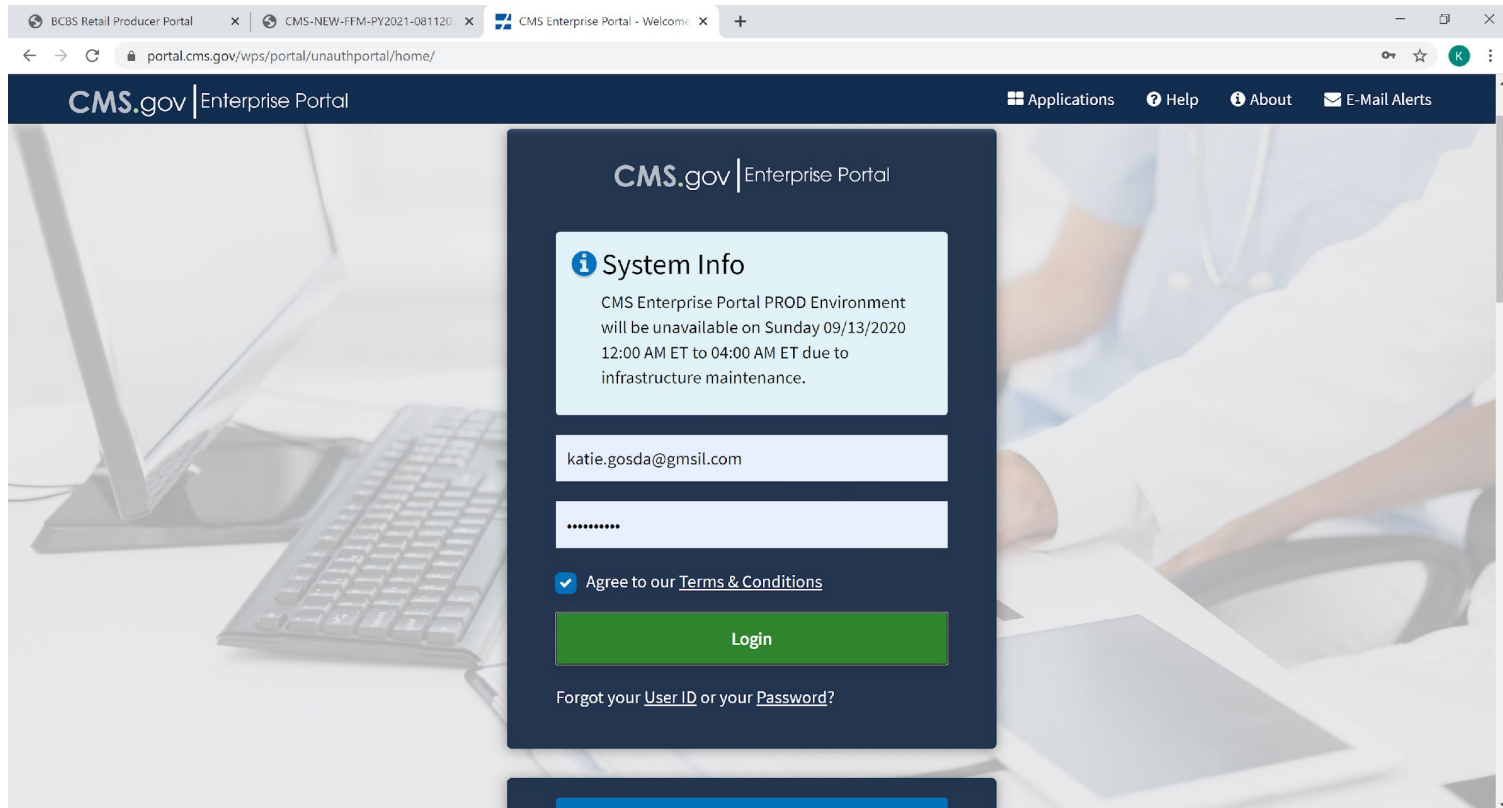 BCBS Retail Producer Portal
CMS-NEW-FFM-PY2021-081120
CMS Enterprise Portal - Welcome
portal.cms.gov/wps/portal/unauthportal/home/
K
CMS.gov Enterprise Portal
Applications Help About E-Mail Alerts
CMS.gov Enterprise Portal
System Info
CMS Enterprise Portal PROD Environment
will be unavailable on Sunday 09/13/2020
12:00 AM ET to 04:00 AM ET due to
infrastructure maintenance.
katie.gosda@gmsil.com
••••••••••
Agree to our Terms & Conditions
Login
Forgot your User ID or your Password?